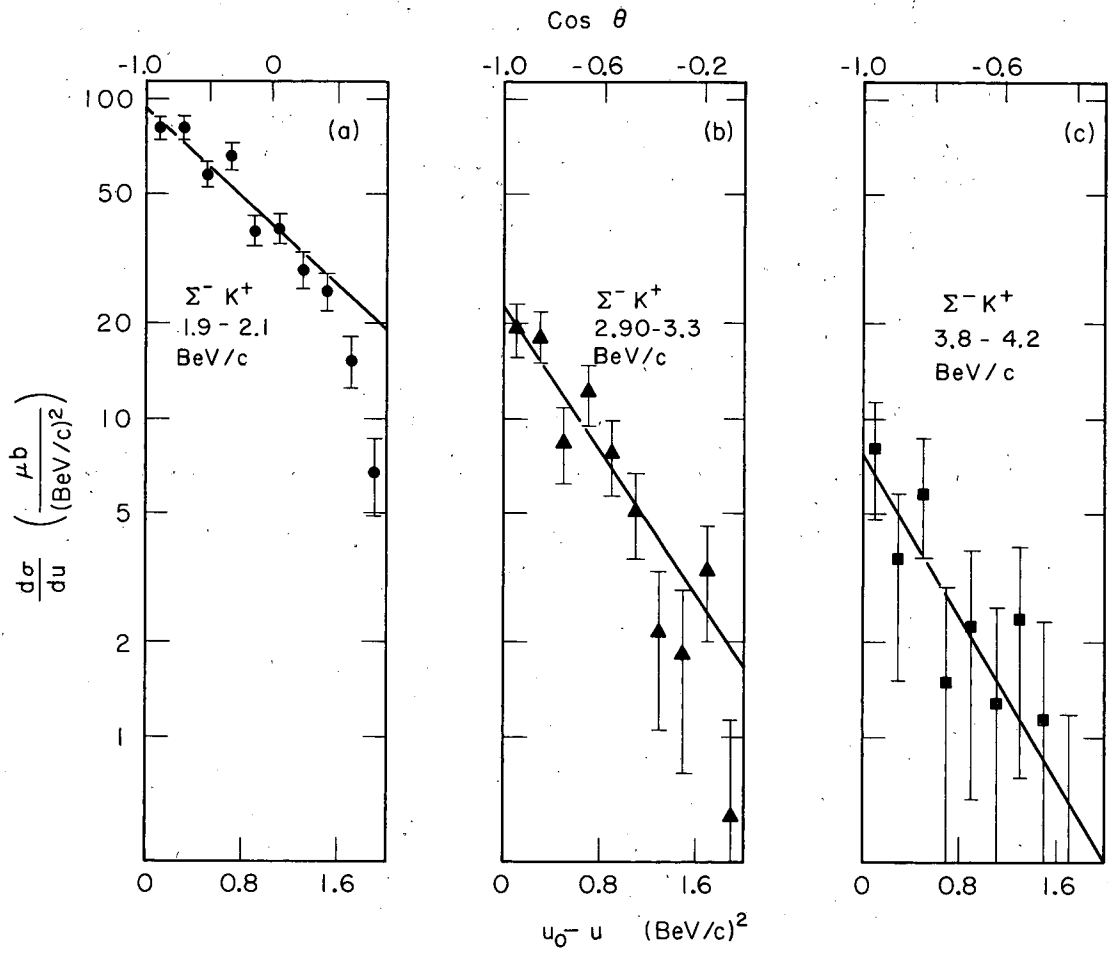 Cos θ
-1.0 0 -1.0 -0.6 -0.2 -1.0 -0.6
100
50
20
10
5
2
1
(a)
Σ⁻ K⁺
1.9 - 2.1
BeV/c
(b)
Σ⁻ K⁺
2.90-3.3
BeV/c
(c)
Σ⁻ K⁺
3.8 - 4.2
BeV/c
dσ/du (μb/(BeV/c)²)
0 0.8 1.6 0 0.8 1.6 0 0.8 1.6
u₀- u (BeV/c)²